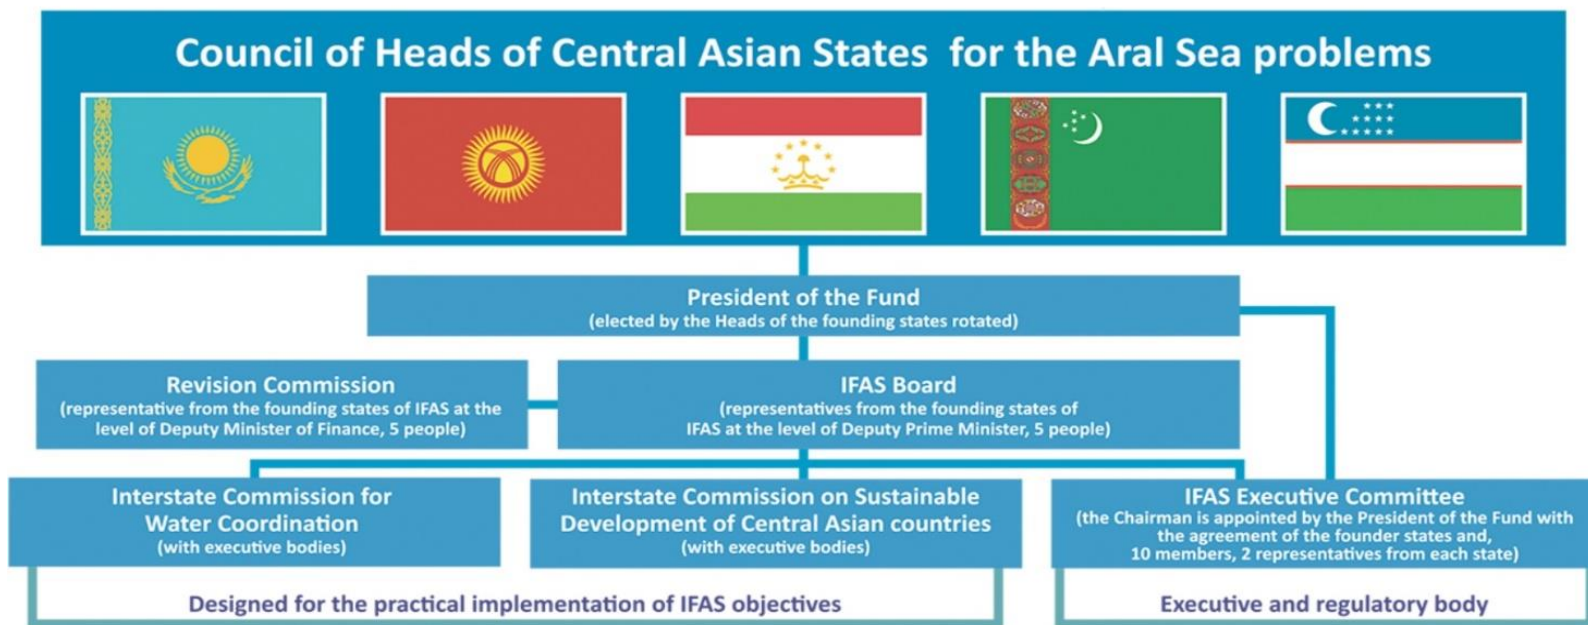 Council of Heads of Central Asian States for the Aral Sea problems
President of the Fund
(elected by the Heads of the founding states rotated)
Revision Commission
(representative from the founding states of IFAS at the
level of Deputy Minister of Finance, 5 people)
IFAS Board
(representatives from the founding states of
IFAS at the level of Deputy Prime Minister, 5 people)
Interstate Commission for
Water Coordination
(with executive bodies)
Interstate Commission on Sustainable
Development of Central Asian countries
(with executive bodies)
IFAS Executive Committee
(the Chairman is appointed by the President of the Fund with
the agreement of the founder states and,
10 members, 2 representatives from each state)
Designed for the practical implementation of IFAS objectives
Executive and regulatory body